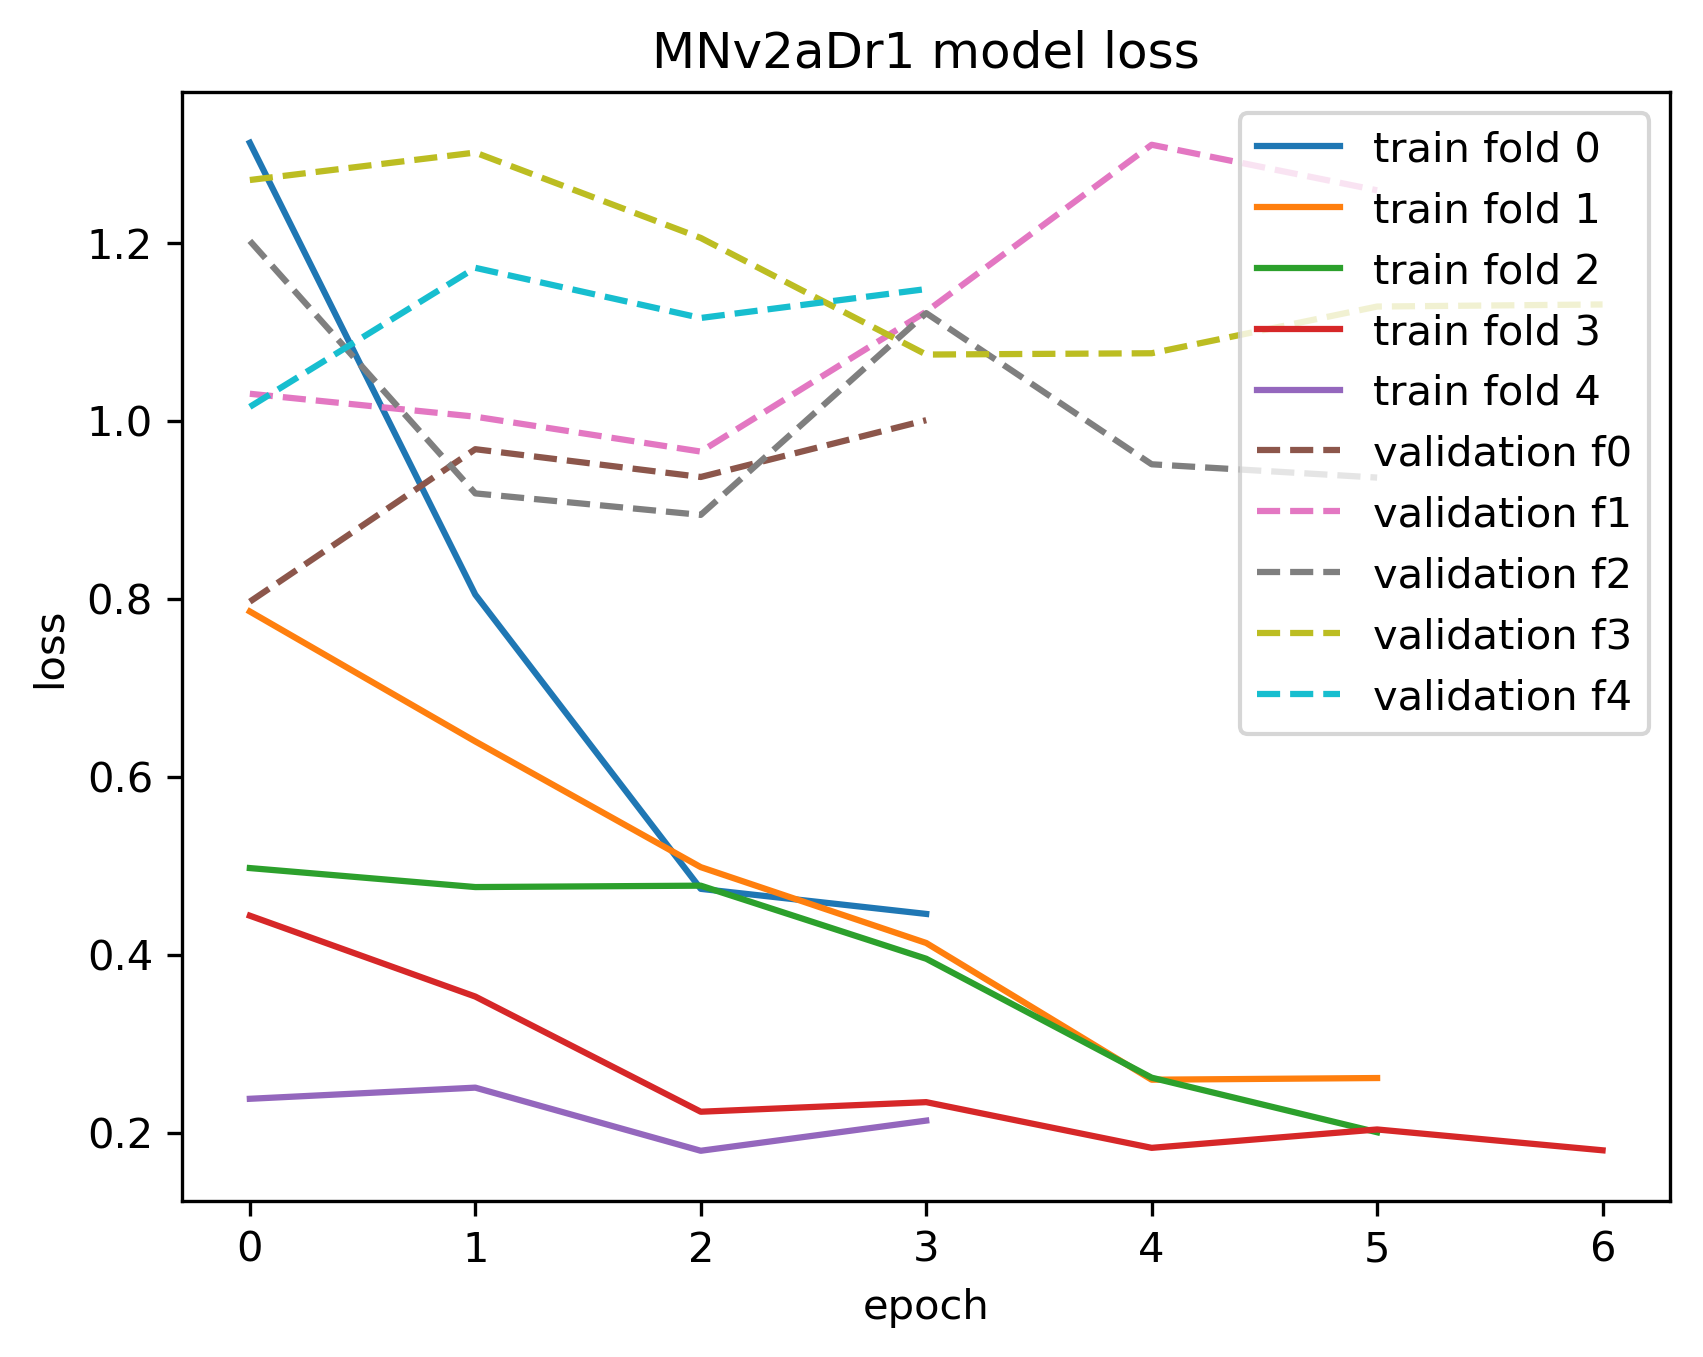 MNv2aDr1 model loss
train fold 0
train fold 1
train fold 2
train fold 3
train fold 4
validation f0
validation f1
validation f2
validation f3
validation f4
loss
1.2
1.0
0.8
0.6
0.4
0.2
0 1 2 3 4 5 6
epoch